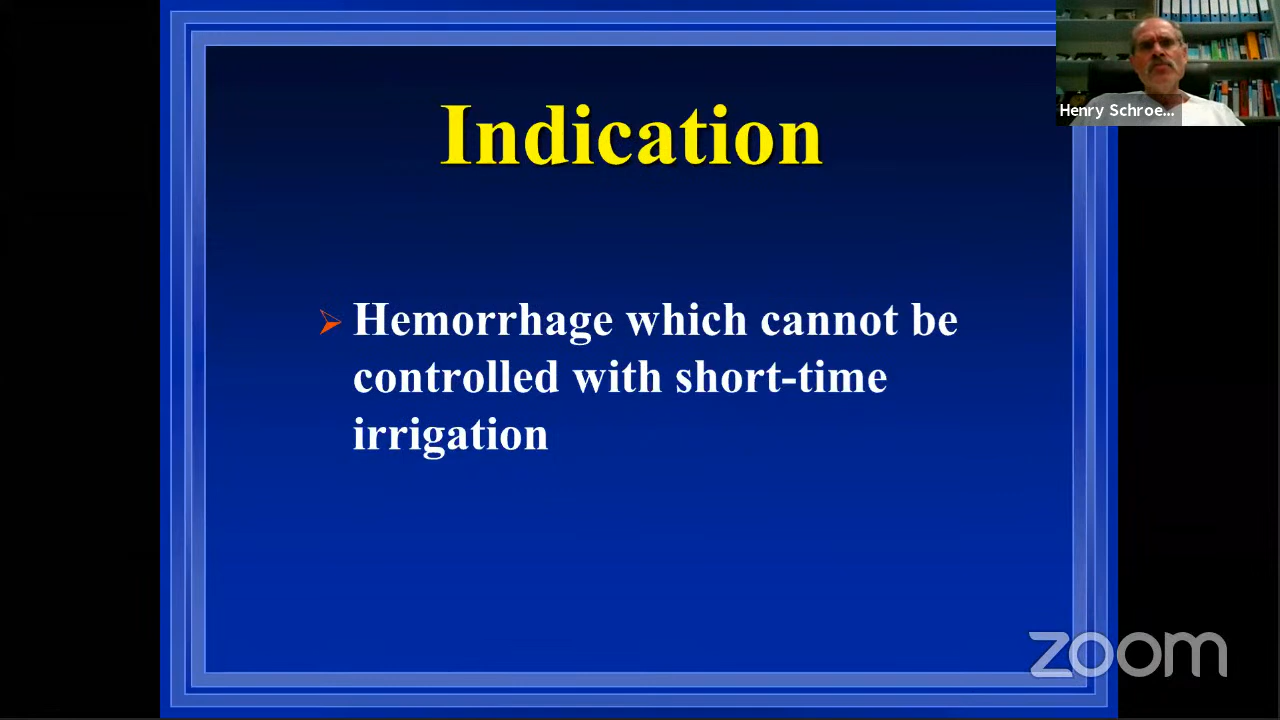 Indication
Henry Schroe...
Hemorrhage which cannot be
controlled with short-time
irrigation
zoom